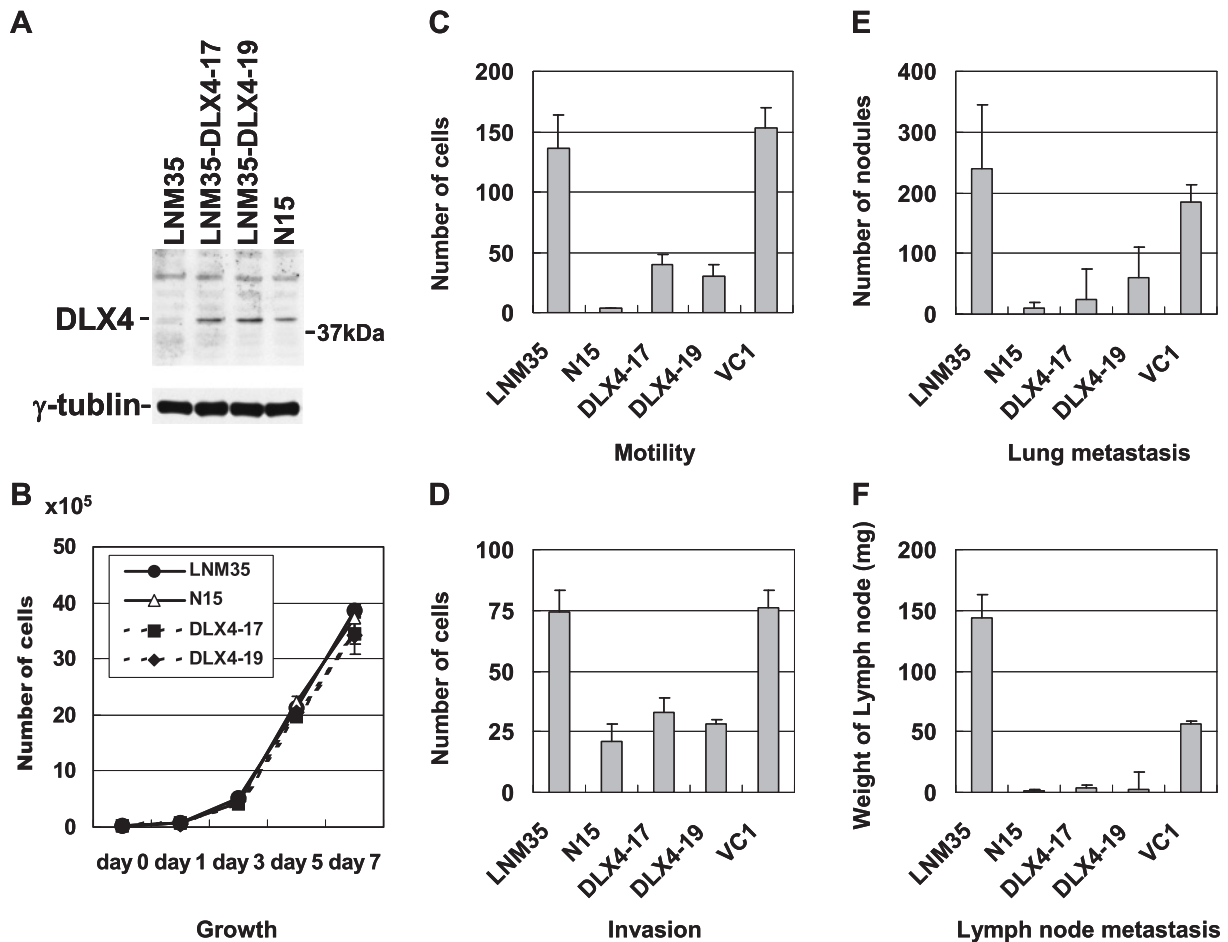 A
LNM35
LNM35-DLX4-17
LNM35-DLX4-19
N15
DLX4
37kDa
γ-tublin
B
x10⁵
50
40
30
20
10
0
Number of cells
LNM35
N15
DLX4-17
DLX4-19
day 0 day 1 day 3 day 5 day 7
Growth
C
200
150
100
50
0
Number of cells
LNM35
N15
DLX4-17
DLX4-19
VC1
Motility
D
100
75
50
25
0
Number of cells
LNM35
N15
DLX4-17
DLX4-19
VC1
Invasion
E
400
300
200
100
0
Number of nodules
LNM35
N15
DLX4-17
DLX4-19
VC1
Lung metastasis
F
200
150
100
50
0
Weight of Lymph node (mg)
LNM35
N15
DLX4-17
DLX4-19
VC1
Lymph node metastasis